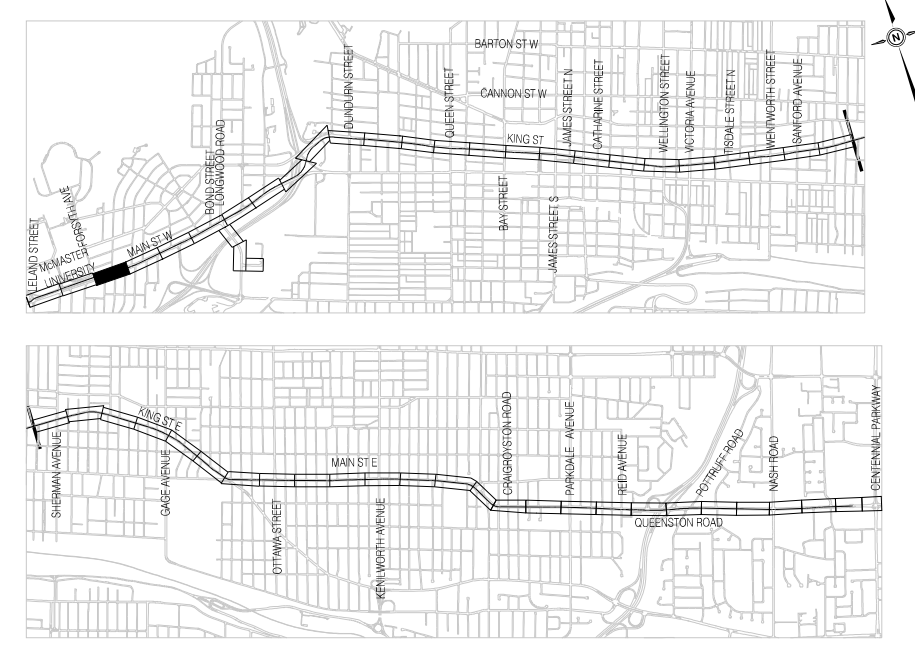 N
BARTON ST W
DUNDURN STREET
QUEEN STREET
CANNON ST W
JAMES STREET N
CATHARINE STREET
WELLINGTON STREET
VICTORIA AVENUE
TISDALE STREET N
WENTWORTH STREET
SANFORD AVENUE
KING ST
BOND STREET
LONGWOOD ROAD
LELAND STREET
FORSYTH AVE
McMASTER
UNIVERSITY
MAIN ST W
BAY STREET
JAMES STREET S
KING ST E
SHERMAN AVENUE
GAGE AVENUE
MAIN ST E
OTTAWA STREET
KENILWORTH AVENUE
CRAIGROYSTON ROAD
PARKDALE AVENUE
REID AVENUE
POTTRUFF ROAD
NASH ROAD
CENTENNIAL PARKWAY
QUEENSTON ROAD